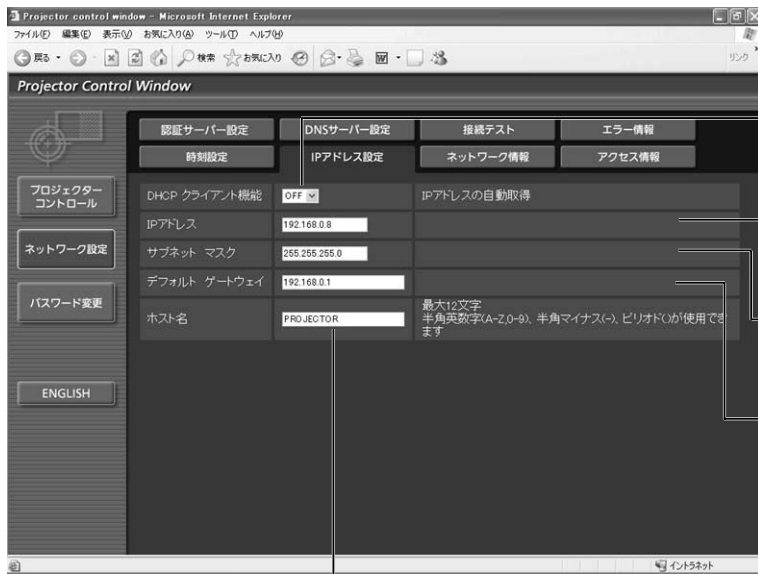 Projector control window - Microsoft Internet Explorer
ファイル(F) 編集(E) 表示(V) お気に入り(A) ツール(T) ヘルプ(H)
戻る 検索 お気に入り リンク
Projector Control Window
認証サーバー設定 DNSサーバー設定 接続テスト エラー情報
時刻設定 IPアドレス設定 ネットワーク情報 アクセス情報
プロジェクター
コントロール
ネットワーク設定
パスワード変更
ENGLISH
DHCP クライアント機能 OFF IPアドレスの自動取得
IPアドレス 192.168.0.8
サブネット マスク 255.255.255.0
デフォルト ゲートウェイ 192.168.0.1
ホスト名 PROJECTOR 最大12文字
半角英数字(A-Z,0-9)、半角マイナス(-)、ピリオド(.)が使用でき
ます
イントラネット